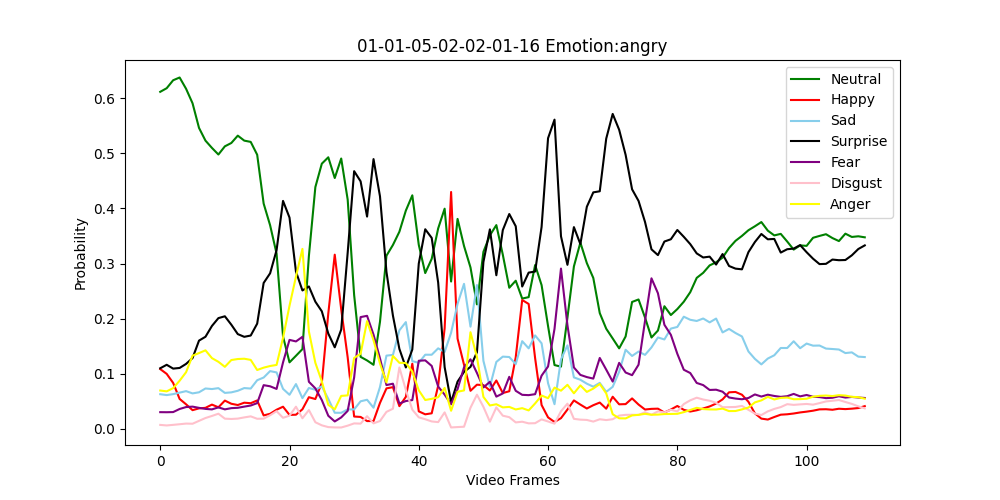 01-01-05-02-02-01-16 Emotion:angry
Probability
0.6
0.5
0.4
0.3
0.2
0.1
0.0
Neutral
Happy
Sad
Surprise
Fear
Disgust
Anger
0 20 40 60 80 100
Video Frames